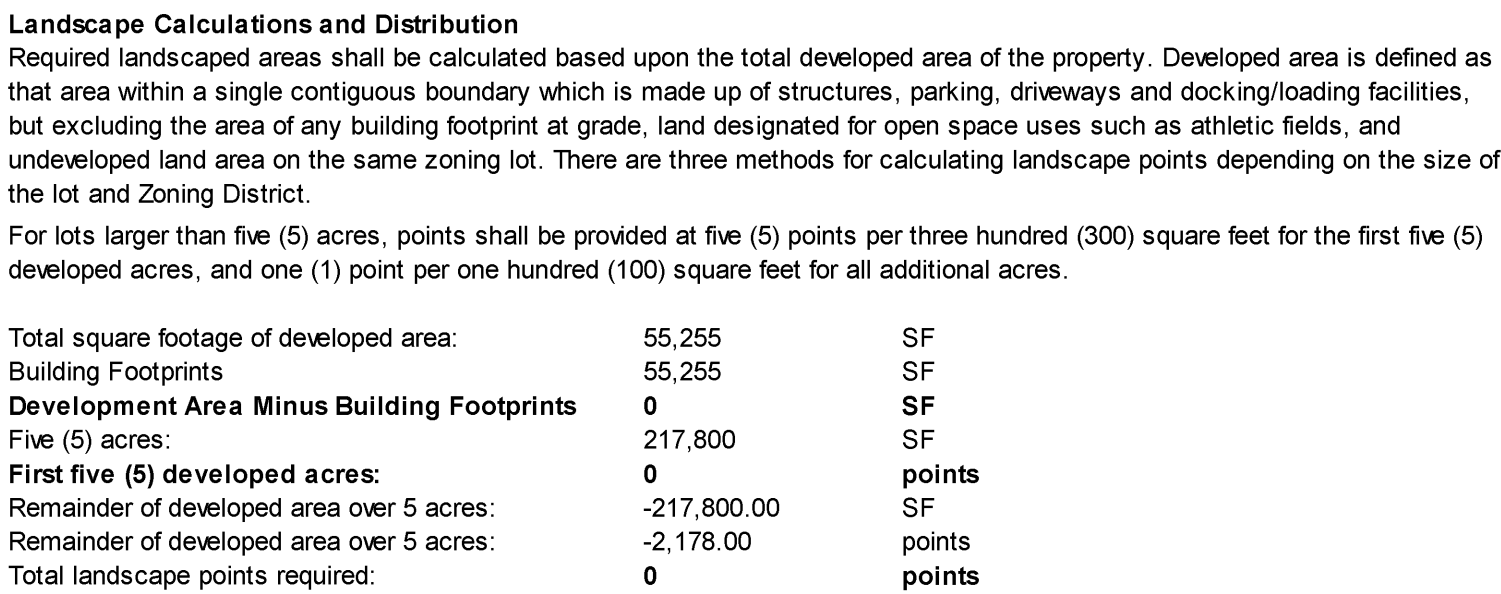 Landscape Calculations and Distribution
Required landscaped areas shall be calculated based upon the total developed area of the property. Developed area is defined as
that area within a single contiguous boundary which is made up of structures, parking, driveways and docking/loading facilities,
but excluding the area of any building footprint at grade, land designated for open space uses such as athletic fields, and
undeveloped land area on the same zoning lot. There are three methods for calculating landscape points depending on the size of
the lot and Zoning District.
For lots larger than five (5) acres, points shall be provided at five (5) points per three hundred (300) square feet for the first five (5)
developed acres, and one (1) point per one hundred (100) square feet for all additional acres.
Total square footage of developed area: 55,255 SF
Building Footprints 55,255 SF
Development Area Minus Building Footprints 0 SF
Five (5) acres: 217,800 SF
First five (5) developed acres: 0 points
Remainder of developed area over 5 acres: -217,800.00 SF
Remainder of developed area over 5 acres: -2,178.00 points
Total landscape points required: 0 points